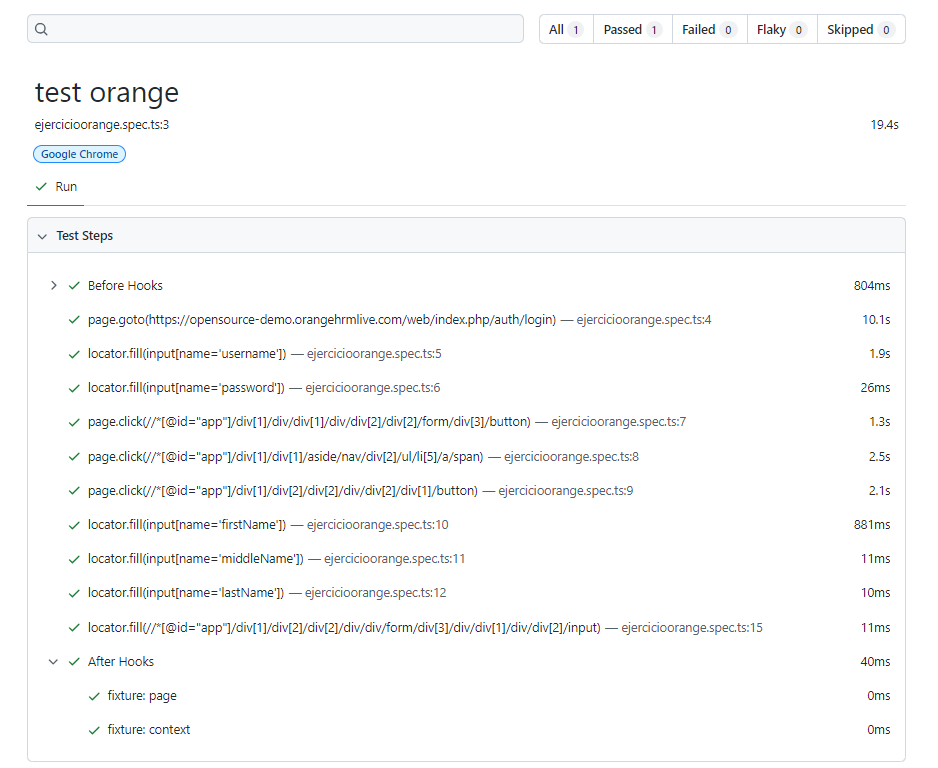 All 1 Passed 1 Failed 0 Flaky 0 Skipped 0
test orange
ejercicioorange.spec.ts:3 19.4s
Google Chrome
Run
Test Steps
Before Hooks 804ms
page.goto(https://opensource-demo.orangehrmlive.com/web/index.php/auth/login) — ejercicioorange.spec.ts:4 10.1s
locator.fill(input[name='username']) — ejercicioorange.spec.ts:5 1.9s
locator.fill(input[name='password']) — ejercicioorange.spec.ts:6 26ms
page.click(//*[@id="app"]/div[1]/div/div[1]/div/div[2]/div[2]/form/div[3]/button) — ejercicioorange.spec.ts:7 1.3s
page.click(//*[@id="app"]/div[1]/div[1]/aside/nav/div[2]/ul/li[5]/a/span) — ejercicioorange.spec.ts:8 2.5s
page.click(//*[@id="app"]/div[1]/div[2]/div[2]/div/div[2]/div[1]/button) — ejercicioorange.spec.ts:9 2.1s
locator.fill(input[name='firstName']) — ejercicioorange.spec.ts:10 881ms
locator.fill(input[name='middleName']) — ejercicioorange.spec.ts:11 11ms
locator.fill(input[name='lastName']) — ejercicioorange.spec.ts:12 10ms
locator.fill(//*[@id="app"]/div[1]/div[2]/div[2]/div/div/form/div[3]/div/div[1]/div/div[2]/input) — ejercicioorange.spec.ts:15 11ms
After Hooks 40ms
fixture: page 0ms
fixture: context 0ms